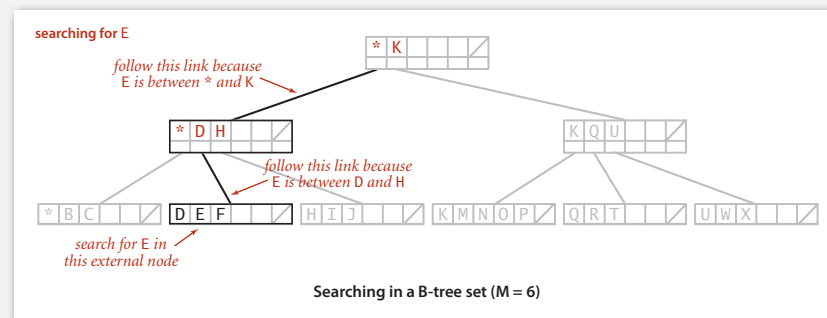 searching for E
* K
follow this link because
E is between * and K
* D H
K Q U
follow this link because
E is between D and H
* B C
D E F
H I J
K M N O P
Q R T
U W X
search for E in
this external node
Searching in a B-tree set (M = 6)